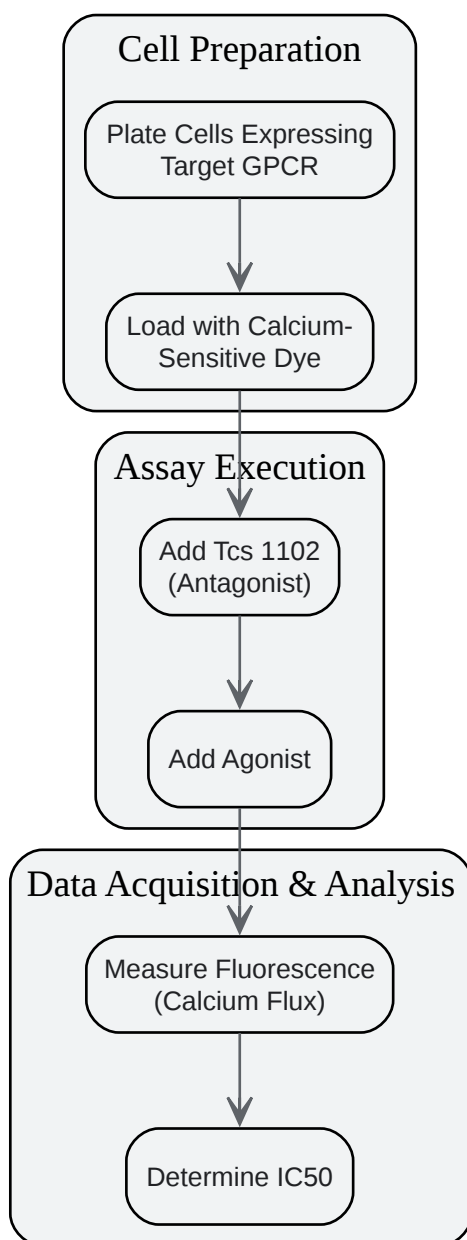 Cell Preparation
Plate Cells Expressing
Target GPCR
Load with Calcium-
Sensitive Dye
Assay Execution
Add Tcs 1102
(Antagonist)
Add Agonist
Data Acquisition & Analysis
Measure Fluorescence
(Calcium Flux)
Determine IC50